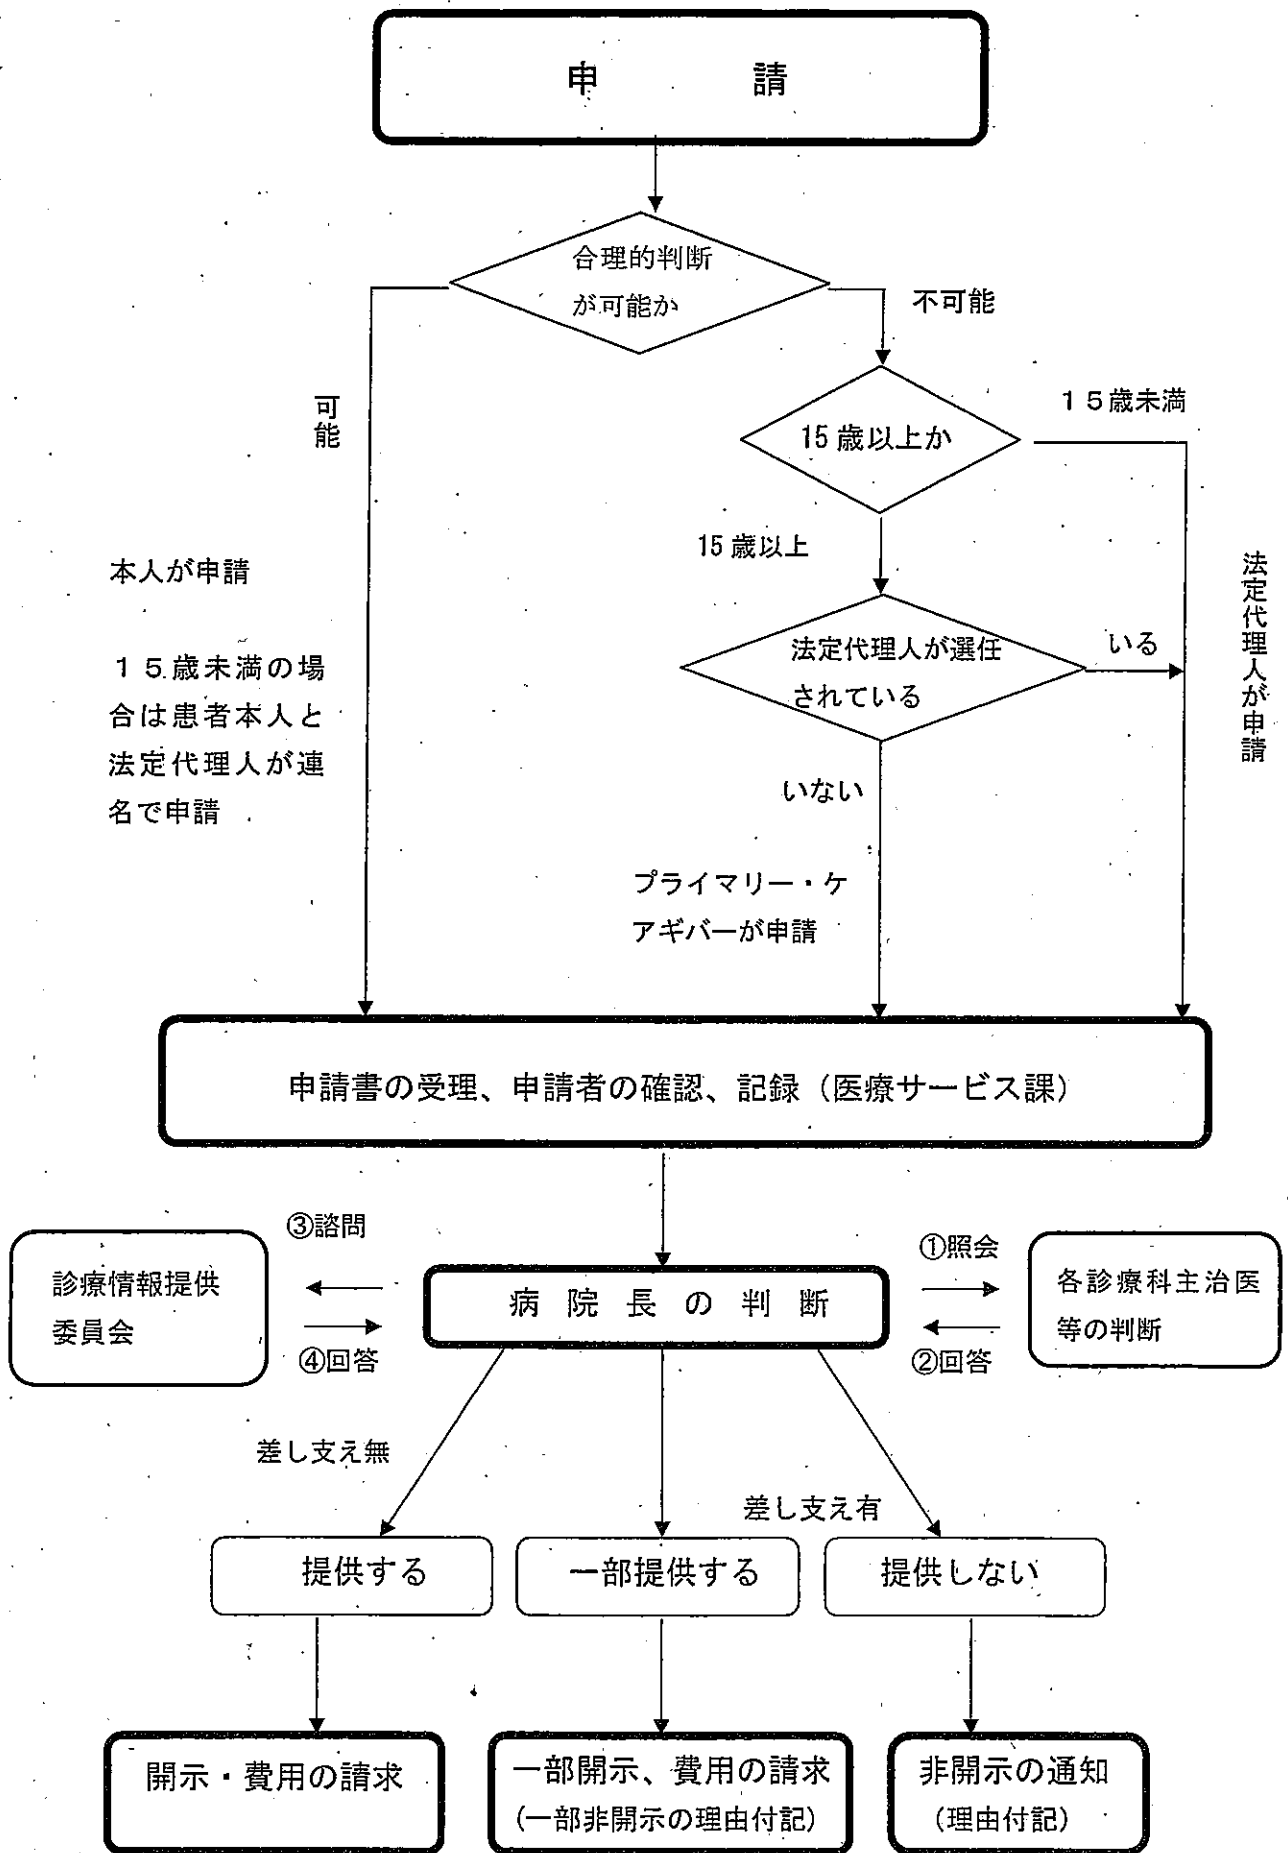 申請
合理的判断
が可能か
不可能
可能
15歳以上か
１５歳未満
15歳以上
本人が申請
１５歳未満の場
合は患者本人と
法定代理人が連
名で申請
法定代理人が選任
されている
いる
法定代理人が申請
いない
プライマリー・ケ
アギバーが申請
申請書の受理、申請者の確認、記録（医療サービス課）
③諮問
①照会
診療情報提供
委員会
病院長の判断
各診療科主治医
等の判断
④回答
②回答
差し支え無
差し支え有
提供する
一部提供する
提供しない
開示・費用の請求
一部開示、費用の請求
（一部非開示の理由付記）
非開示の通知
（理由付記）